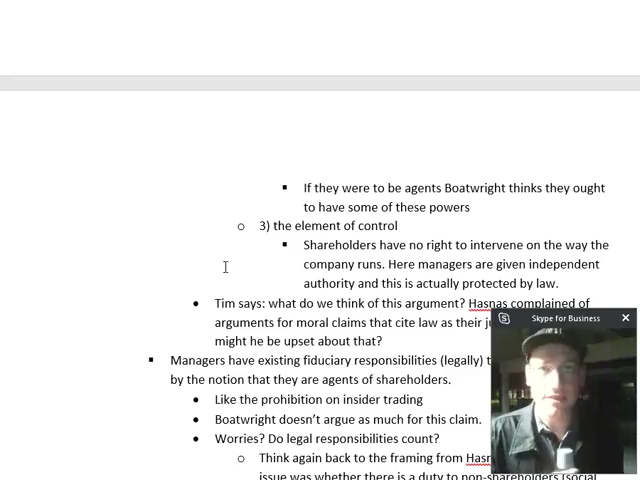 ▪ If they were to be agents Boatwright thinks they ought
to have some of these powers
o 3) the element of control
▪ Shareholders have no right to intervene on the way the
company runs. Here managers are given independent
authority and this is actually protected by law.
• Tim says: what do we think of this argument? Hasnas complained of
arguments for moral claims that cite law as their
might he be upset about that?
Skype for Business
▪ Managers have existing fiduciary responsibilities (legally)
by the notion that they are agents of shareholders.
• Like the prohibition on insider trading
• Boatwright doesn’t argue as much for this claim.
• Worries? Do legal responsibilities count?
o Think again back to the framing from
issue was whether there is a duty to non-shareholders (social